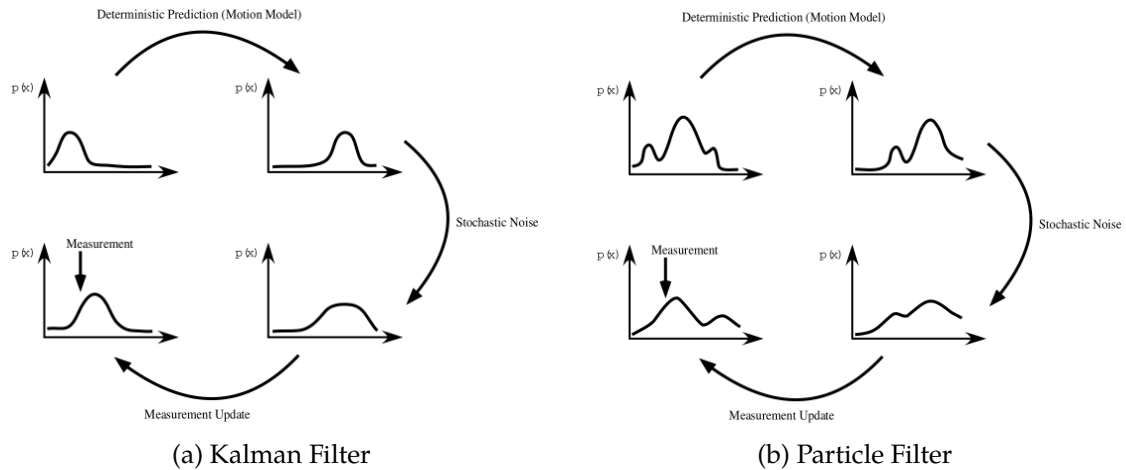 Deterministic Prediction (Motion Model)
p (x)
p (x)
Stochastic Noise
p (x)
Measurement
p (x)
Measurement Update
(a) Kalman Filter
Deterministic Prediction (Motion Model)
p (x)
p (x)
Stochastic Noise
p (x)
Measurement
p (x)
Measurement Update
(b) Particle Filter